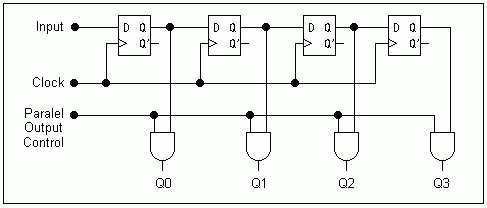 Input
D Q
Q'
D Q
Q'
D Q
Q'
D Q
Q'
Clock
Paralel
Output
Control
Q0
Q1
Q2
Q3